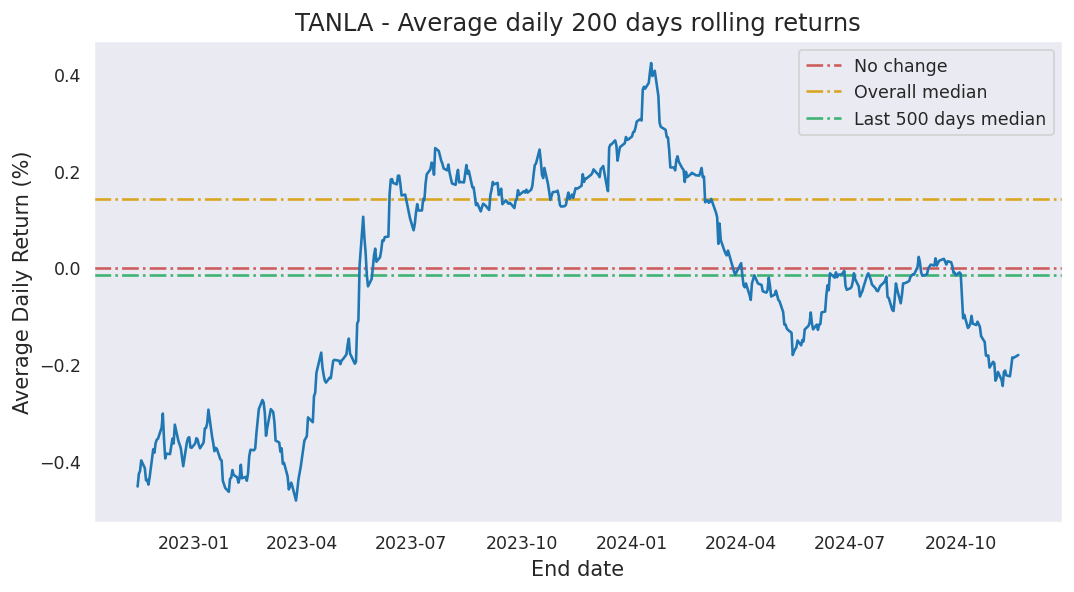 TANLA - Average daily 200 days rolling returns
No change
Overall median
Last 500 days median
Average Daily Return (%)
0.4
0.2
0.0
−0.2
−0.4
2023-01 2023-04 2023-07 2023-10 2024-01 2024-04 2024-07 2024-10
End date